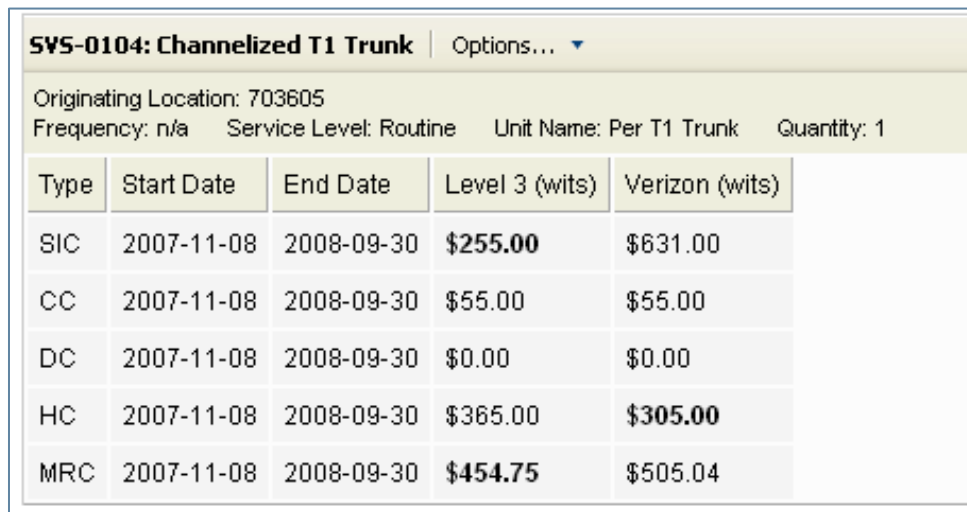 SVS-0104: Channelized T1 Trunk Options...
Originating Location: 703605
Frequency: n/a Service Level: Routine Unit Name: Per T1 Trunk Quantity: 1
Type Start Date End Date Level 3 (wits) Verizon (wits)
SIC 2007-11-08 2008-09-30 $255.00 $631.00
CC 2007-11-08 2008-09-30 $55.00 $55.00
DC 2007-11-08 2008-09-30 $0.00 $0.00
HC 2007-11-08 2008-09-30 $365.00 $305.00
MRC 2007-11-08 2008-09-30 $454.75 $505.04